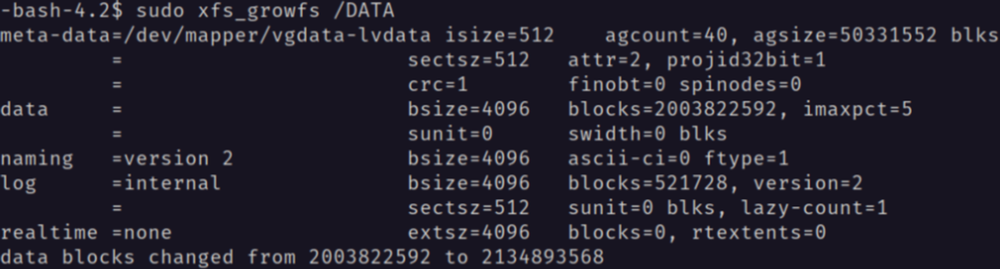 -bash-4.2$ sudo xfs_growfs /DATA
meta-data=/dev/mapper/vgdata-lvdata isize=512    agcount=40, agsize=50331552 blks
         =                       sectsz=512   attr=2, projid32bit=1
         =                       crc=1        finobt=0 spinodes=0
data     =                       bsize=4096   blocks=2003822592, imaxpct=5
         =                       sunit=0      swidth=0 blks
naming   =version 2              bsize=4096   ascii-ci=0 ftype=1
log      =internal               bsize=4096   blocks=521728, version=2
         =                       sectsz=512   sunit=0 blks, lazy-count=1
realtime =none                   extsz=4096   blocks=0, rtextents=0
data blocks changed from 2003822592 to 2134893568